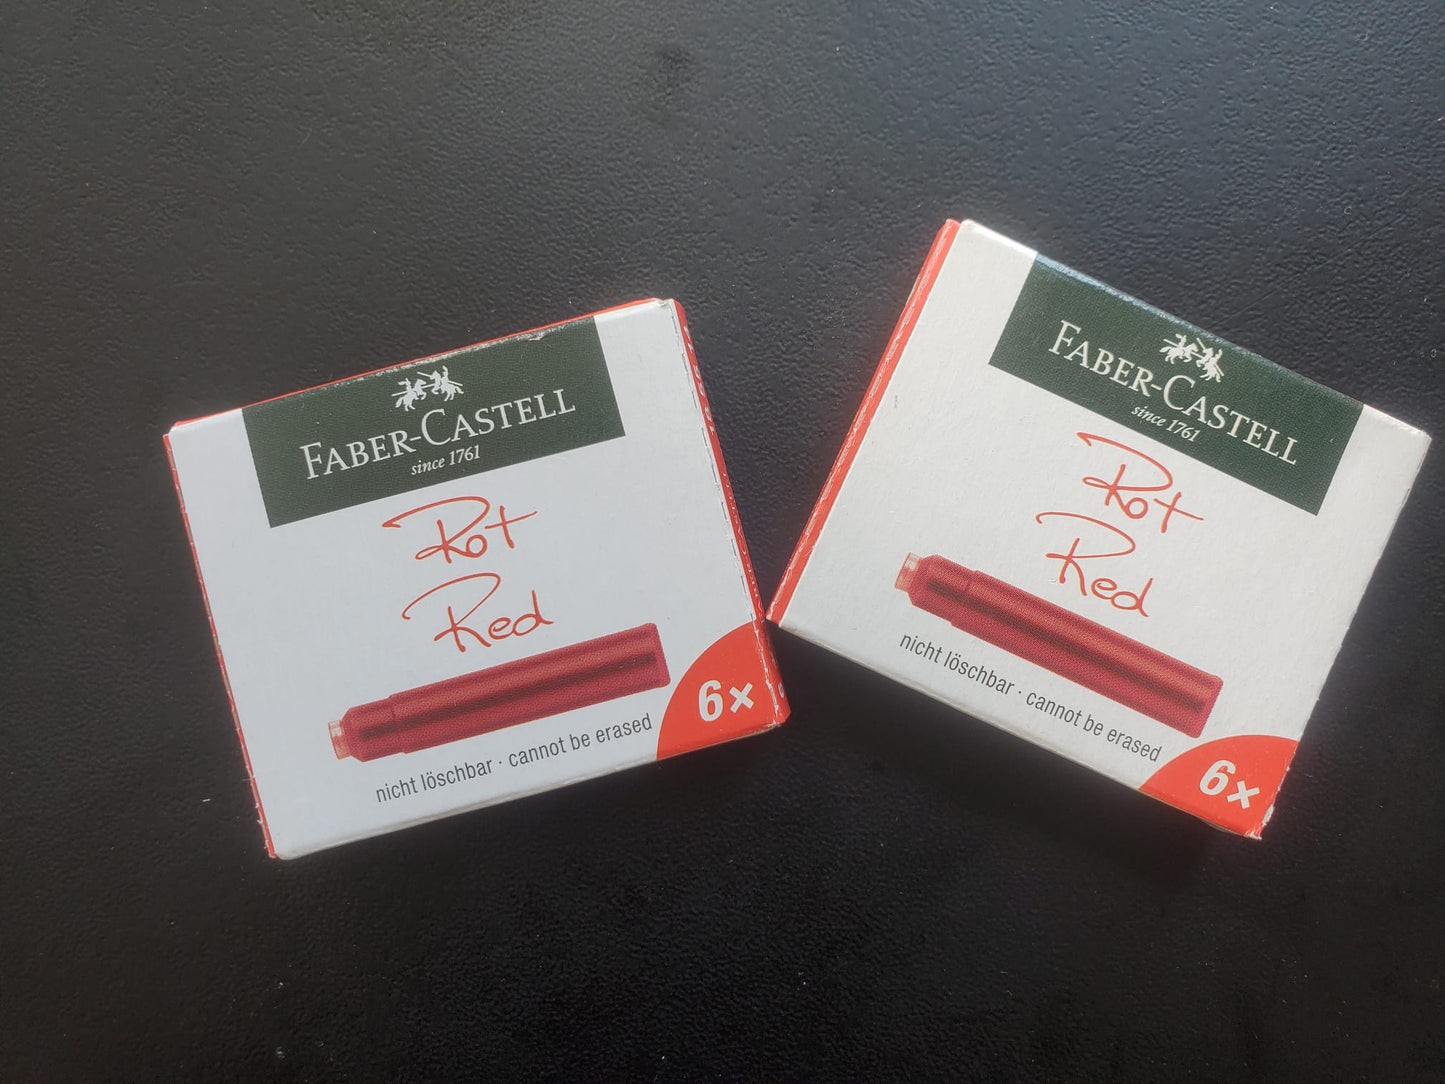 FABER-CASTELL
since 1761
Rot
Red
nicht löschbar · cannot be erased
6×
FABER-CASTELL
since 1761
Rot
Red
nicht löschbar · cannot be erased
6×